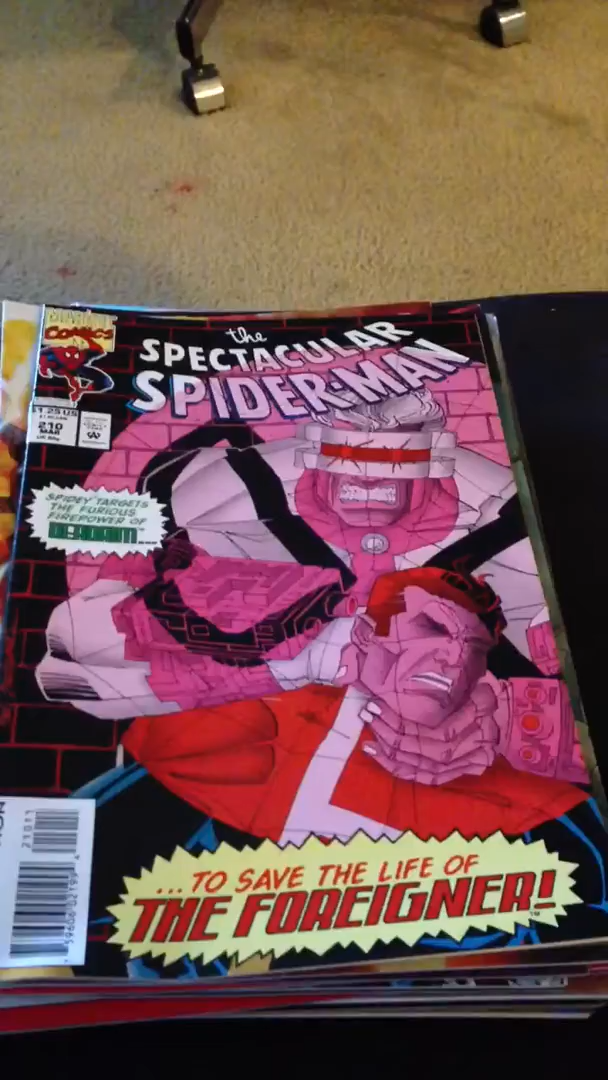 MARVEL
COMICS
the
SPECTACULAR
SPIDER-MAN
$1.25 US
210
MAR
SPIDEY TARGETS
THE FURIOUS
FIREPOWER OF
...TO SAVE THE LIFE OF
THE FOREIGNER!
21011